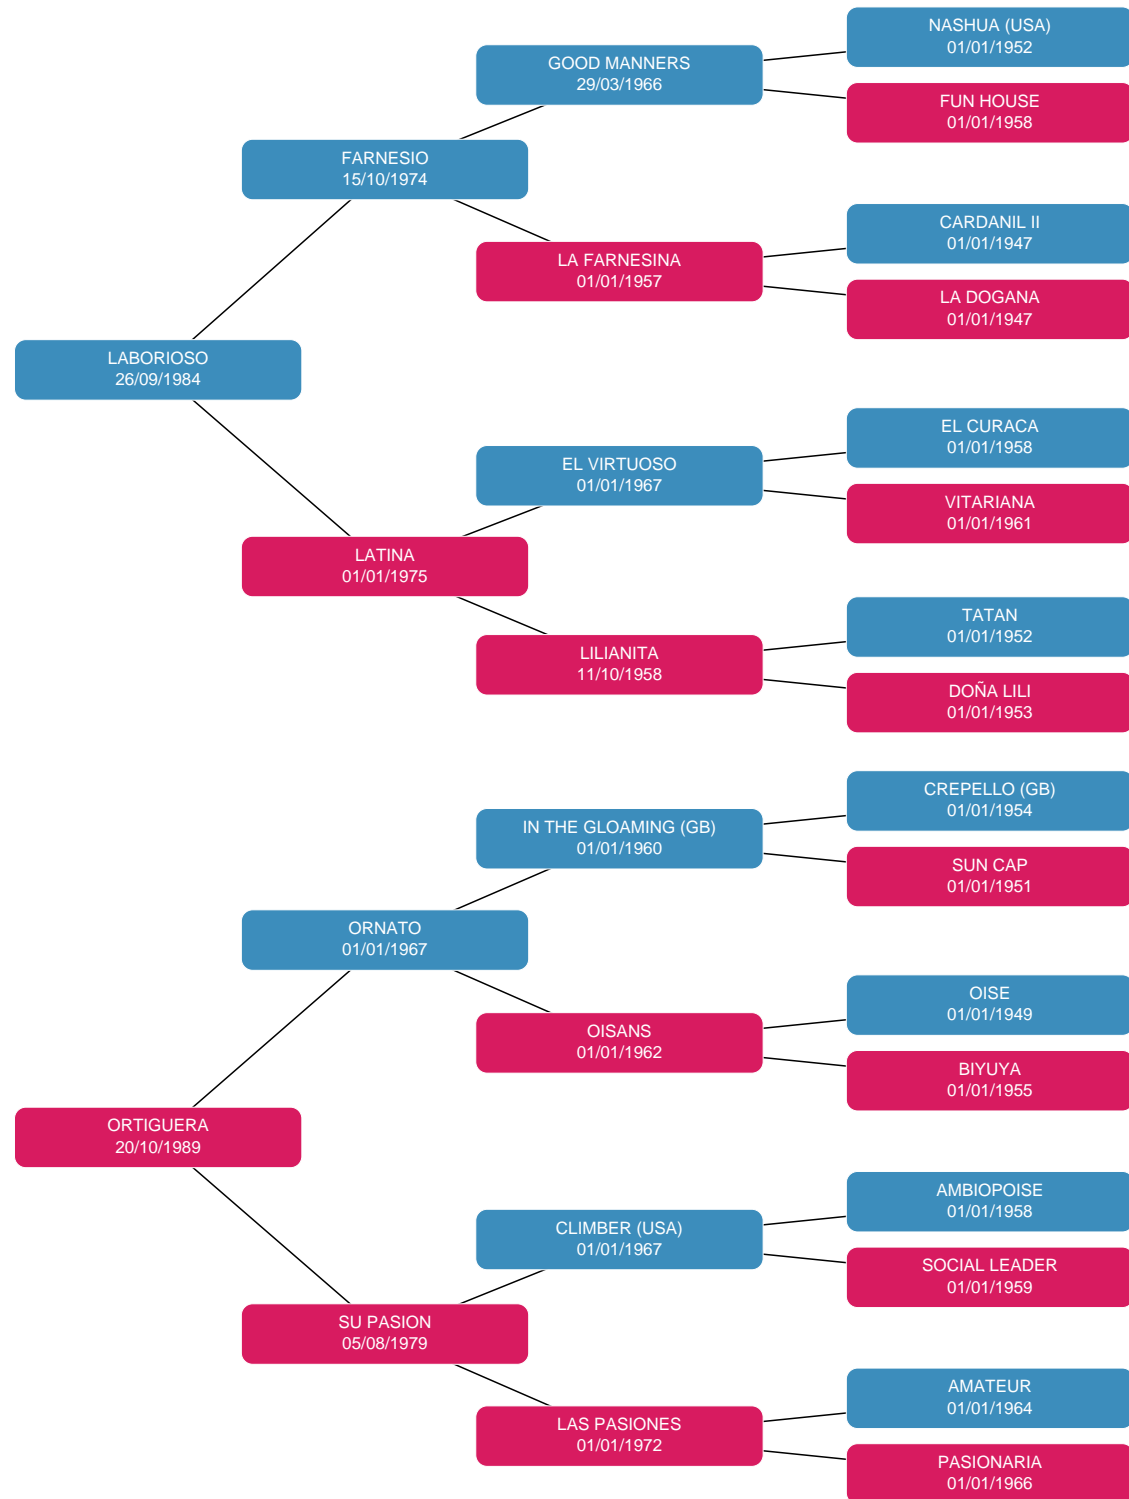 NASHUA (USA)
01/01/1952
GOOD MANNERS
29/03/1966
FUN HOUSE
01/01/1958
FARNESIO
15/10/1974
CARDANIL II
01/01/1947
LA FARNESINA
01/01/1957
LA DOGANA
01/01/1947
LABORIOSO
26/09/1984
EL CURACA
01/01/1958
EL VIRTUOSO
01/01/1967
VITARIANA
01/01/1961
LATINA
01/01/1975
TATAN
01/01/1952
LILIANITA
11/10/1958
DOÑA LILI
01/01/1953
CREPELLO (GB)
01/01/1954
IN THE GLOAMING (GB)
01/01/1960
SUN CAP
01/01/1951
ORNATO
01/01/1967
OISE
01/01/1949
OISANS
01/01/1962
BIYUYA
01/01/1955
ORTIGUERA
20/10/1989
AMBIOPOISE
01/01/1958
CLIMBER (USA)
01/01/1967
SOCIAL LEADER
01/01/1959
SU PASION
05/08/1979
AMATEUR
01/01/1964
LAS PASIONES
01/01/1972
PASIONARIA
01/01/1966